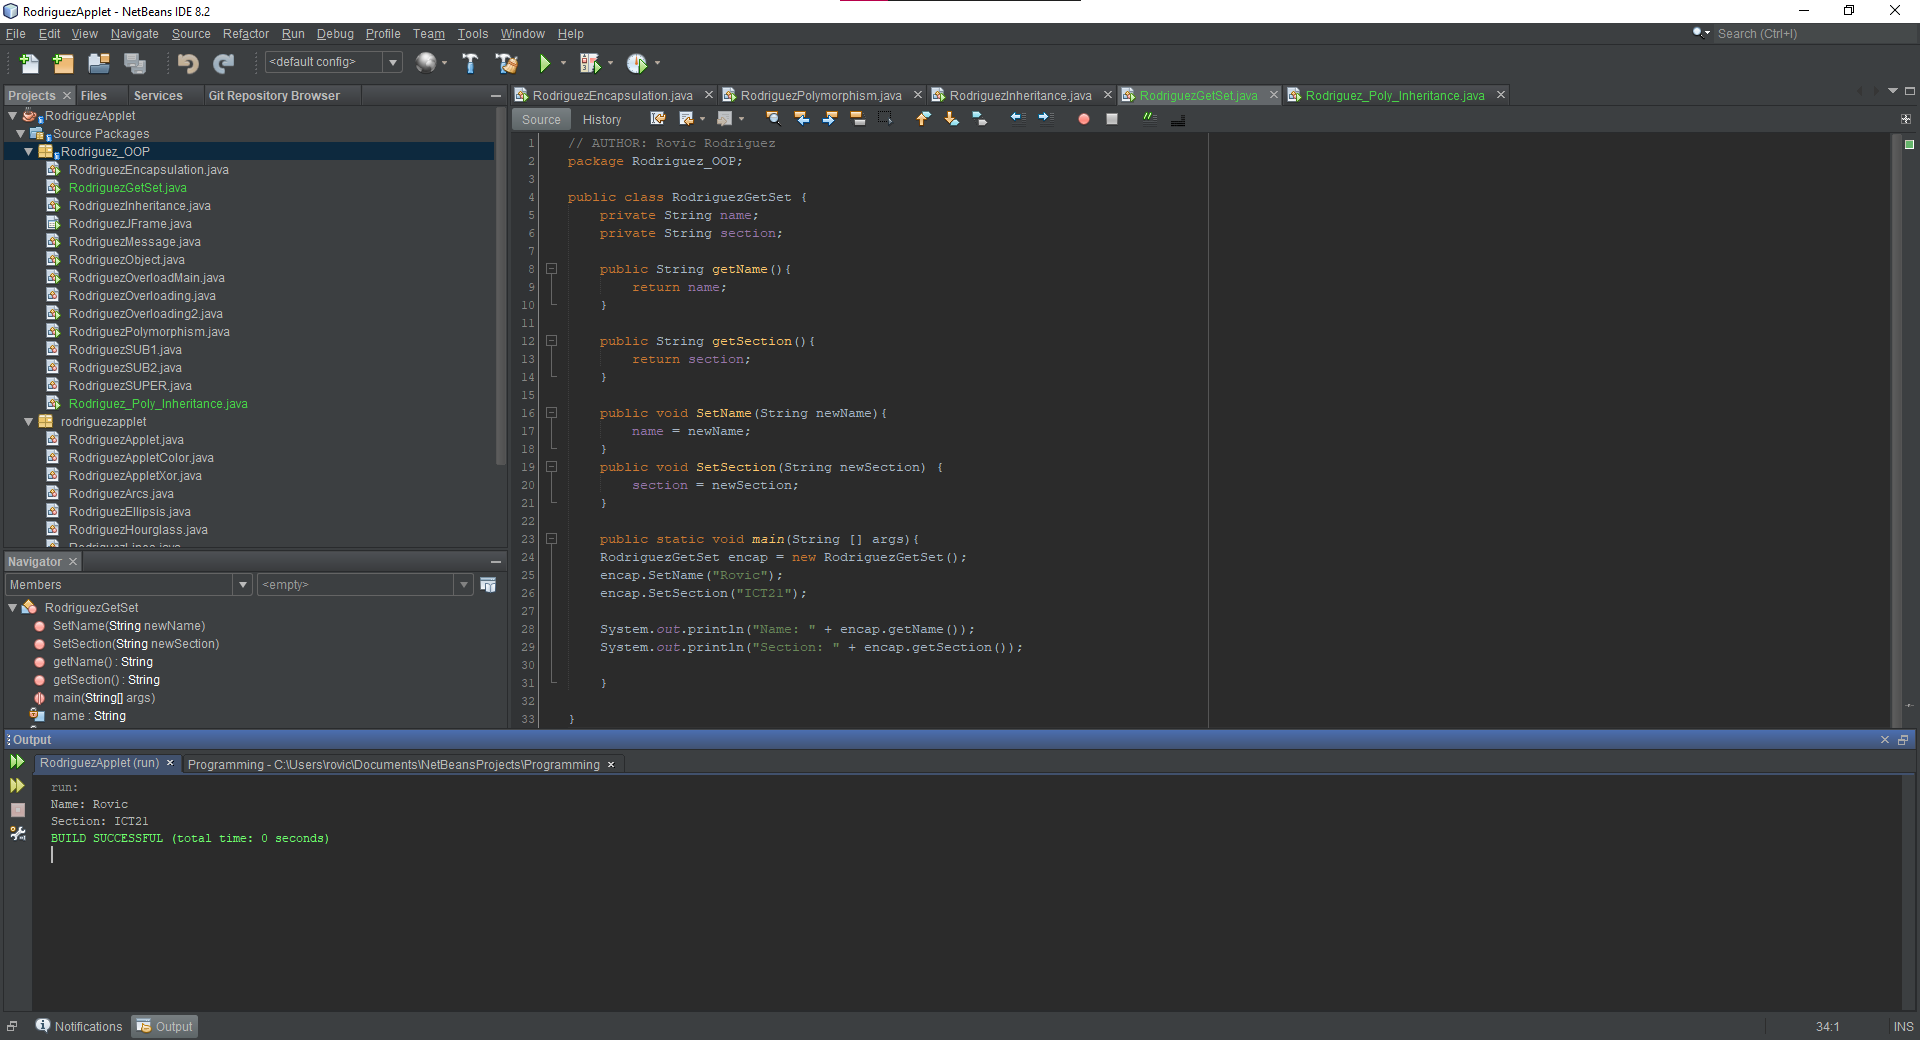 RodriguezApplet - NetBeans IDE 8.2
File Edit View Navigate Source Refactor Run Debug Profile Team Tools Window Help
Search (Ctrl+I)
<default config>
Projects Files Services Git Repository Browser
RodriguezApplet
Source Packages
Rodriguez_OOP
RodriguezEncapsulation.java
RodriguezGetSet.java
RodriguezInheritance.java
RodriguezJFrame.java
RodriguezMessage.java
RodriguezObject.java
RodriguezOverloadMain.java
RodriguezOverloading.java
RodriguezOverloading2.java
RodriguezPolymorphism.java
RodriguezSUB1.java
RodriguezSUB2.java
RodriguezSUPER.java
Rodriguez_Poly_Inheritance.java
rodriguezapplet
RodriguezApplet.java
RodriguezAppletColor.java
RodriguezAppletXor.java
RodriguezArcs.java
RodriguezEllipsis.java
RodriguezHourglass.java
Navigator
Members
<empty>
RodriguezGetSet
SetName(String newName)
SetSection(String newSection)
getName() : String
getSection() : String
main(String[] args)
name : String
RodriguezEncapsulation.java RodriguezPolymorphism.java RodriguezInheritance.java RodriguezGetSet.java Rodriguez_Poly_Inheritance.java
Source History
1 // AUTHOR: Rovic Rodriguez
2 package Rodriguez_OOP;
3
4 public class RodriguezGetSet {
5 private String name;
6 private String section;
7
8 public String getName(){
9 return name;
10 }
11
12 public String getSection(){
13 return section;
14 }
15
16 public void SetName(String newName){
17 name = newName;
18 }
19 public void SetSection(String newSection) {
20 section = newSection;
21 }
22
23 public static void main(String [] args){
24 RodriguezGetSet encap = new RodriguezGetSet();
25 encap.SetName("Rovic");
26 encap.SetSection("ICT21");
27
28 System.out.println("Name: " + encap.getName());
29 System.out.println("Section: " + encap.getSection());
30
31 }
32
33 }
Output
RodriguezApplet (run) Programming - C:\Users\rovic\Documents\NetBeansProjects\Programming
run:
Name: Rovic
Section: ICT21
BUILD SUCCESSFUL (total time: 0 seconds)
Notifications Output
34:1 INS